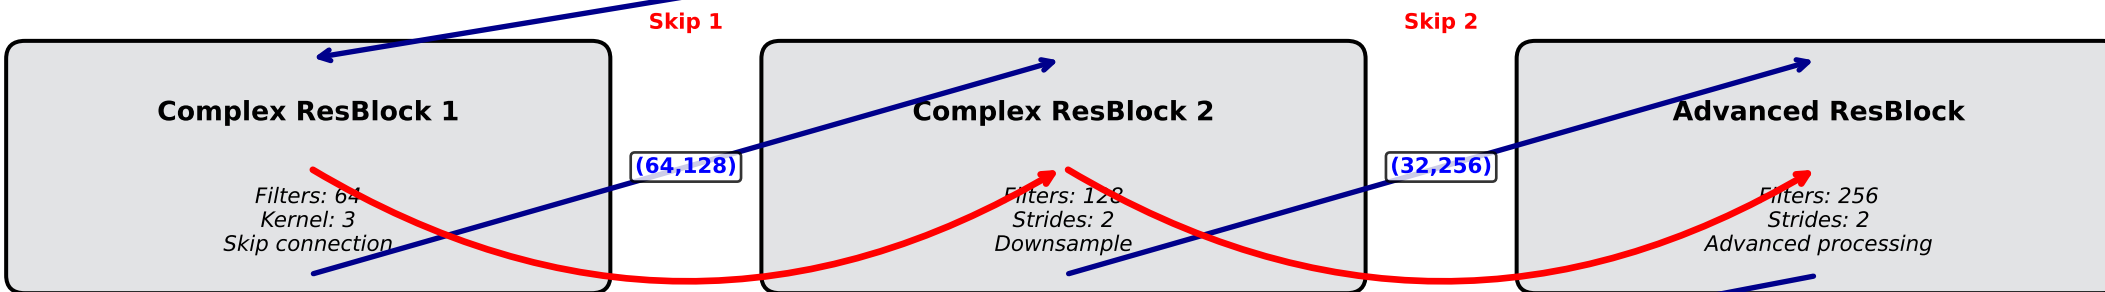 Skip 1
Skip 2
Complex ResBlock 1
Complex ResBlock 2
Advanced ResBlock
(64,128)
(32,256)
Filters: 64
Kernel: 3
Skip connection
Filters: 128
Strides: 2
Downsample
Filters: 256
Strides: 2
Advanced processing